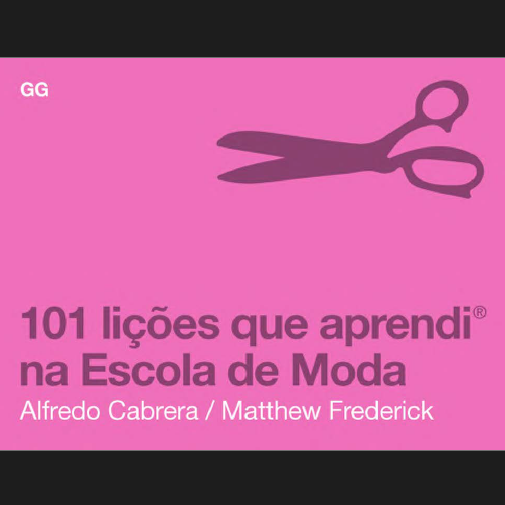 GG
101 lições que aprendi®
na Escola de Moda
Alfredo Cabrera / Matthew Frederick